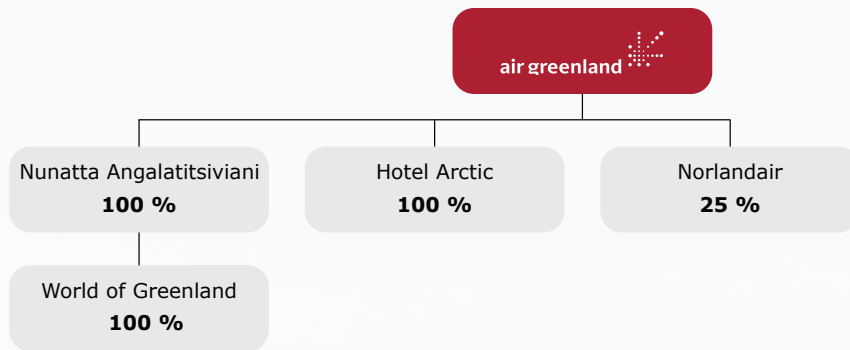 air greenland
Nunatta Angalatitsiviani
100 %
Hotel Arctic
100 %
Norlandair
25 %
World of Greenland
100 %